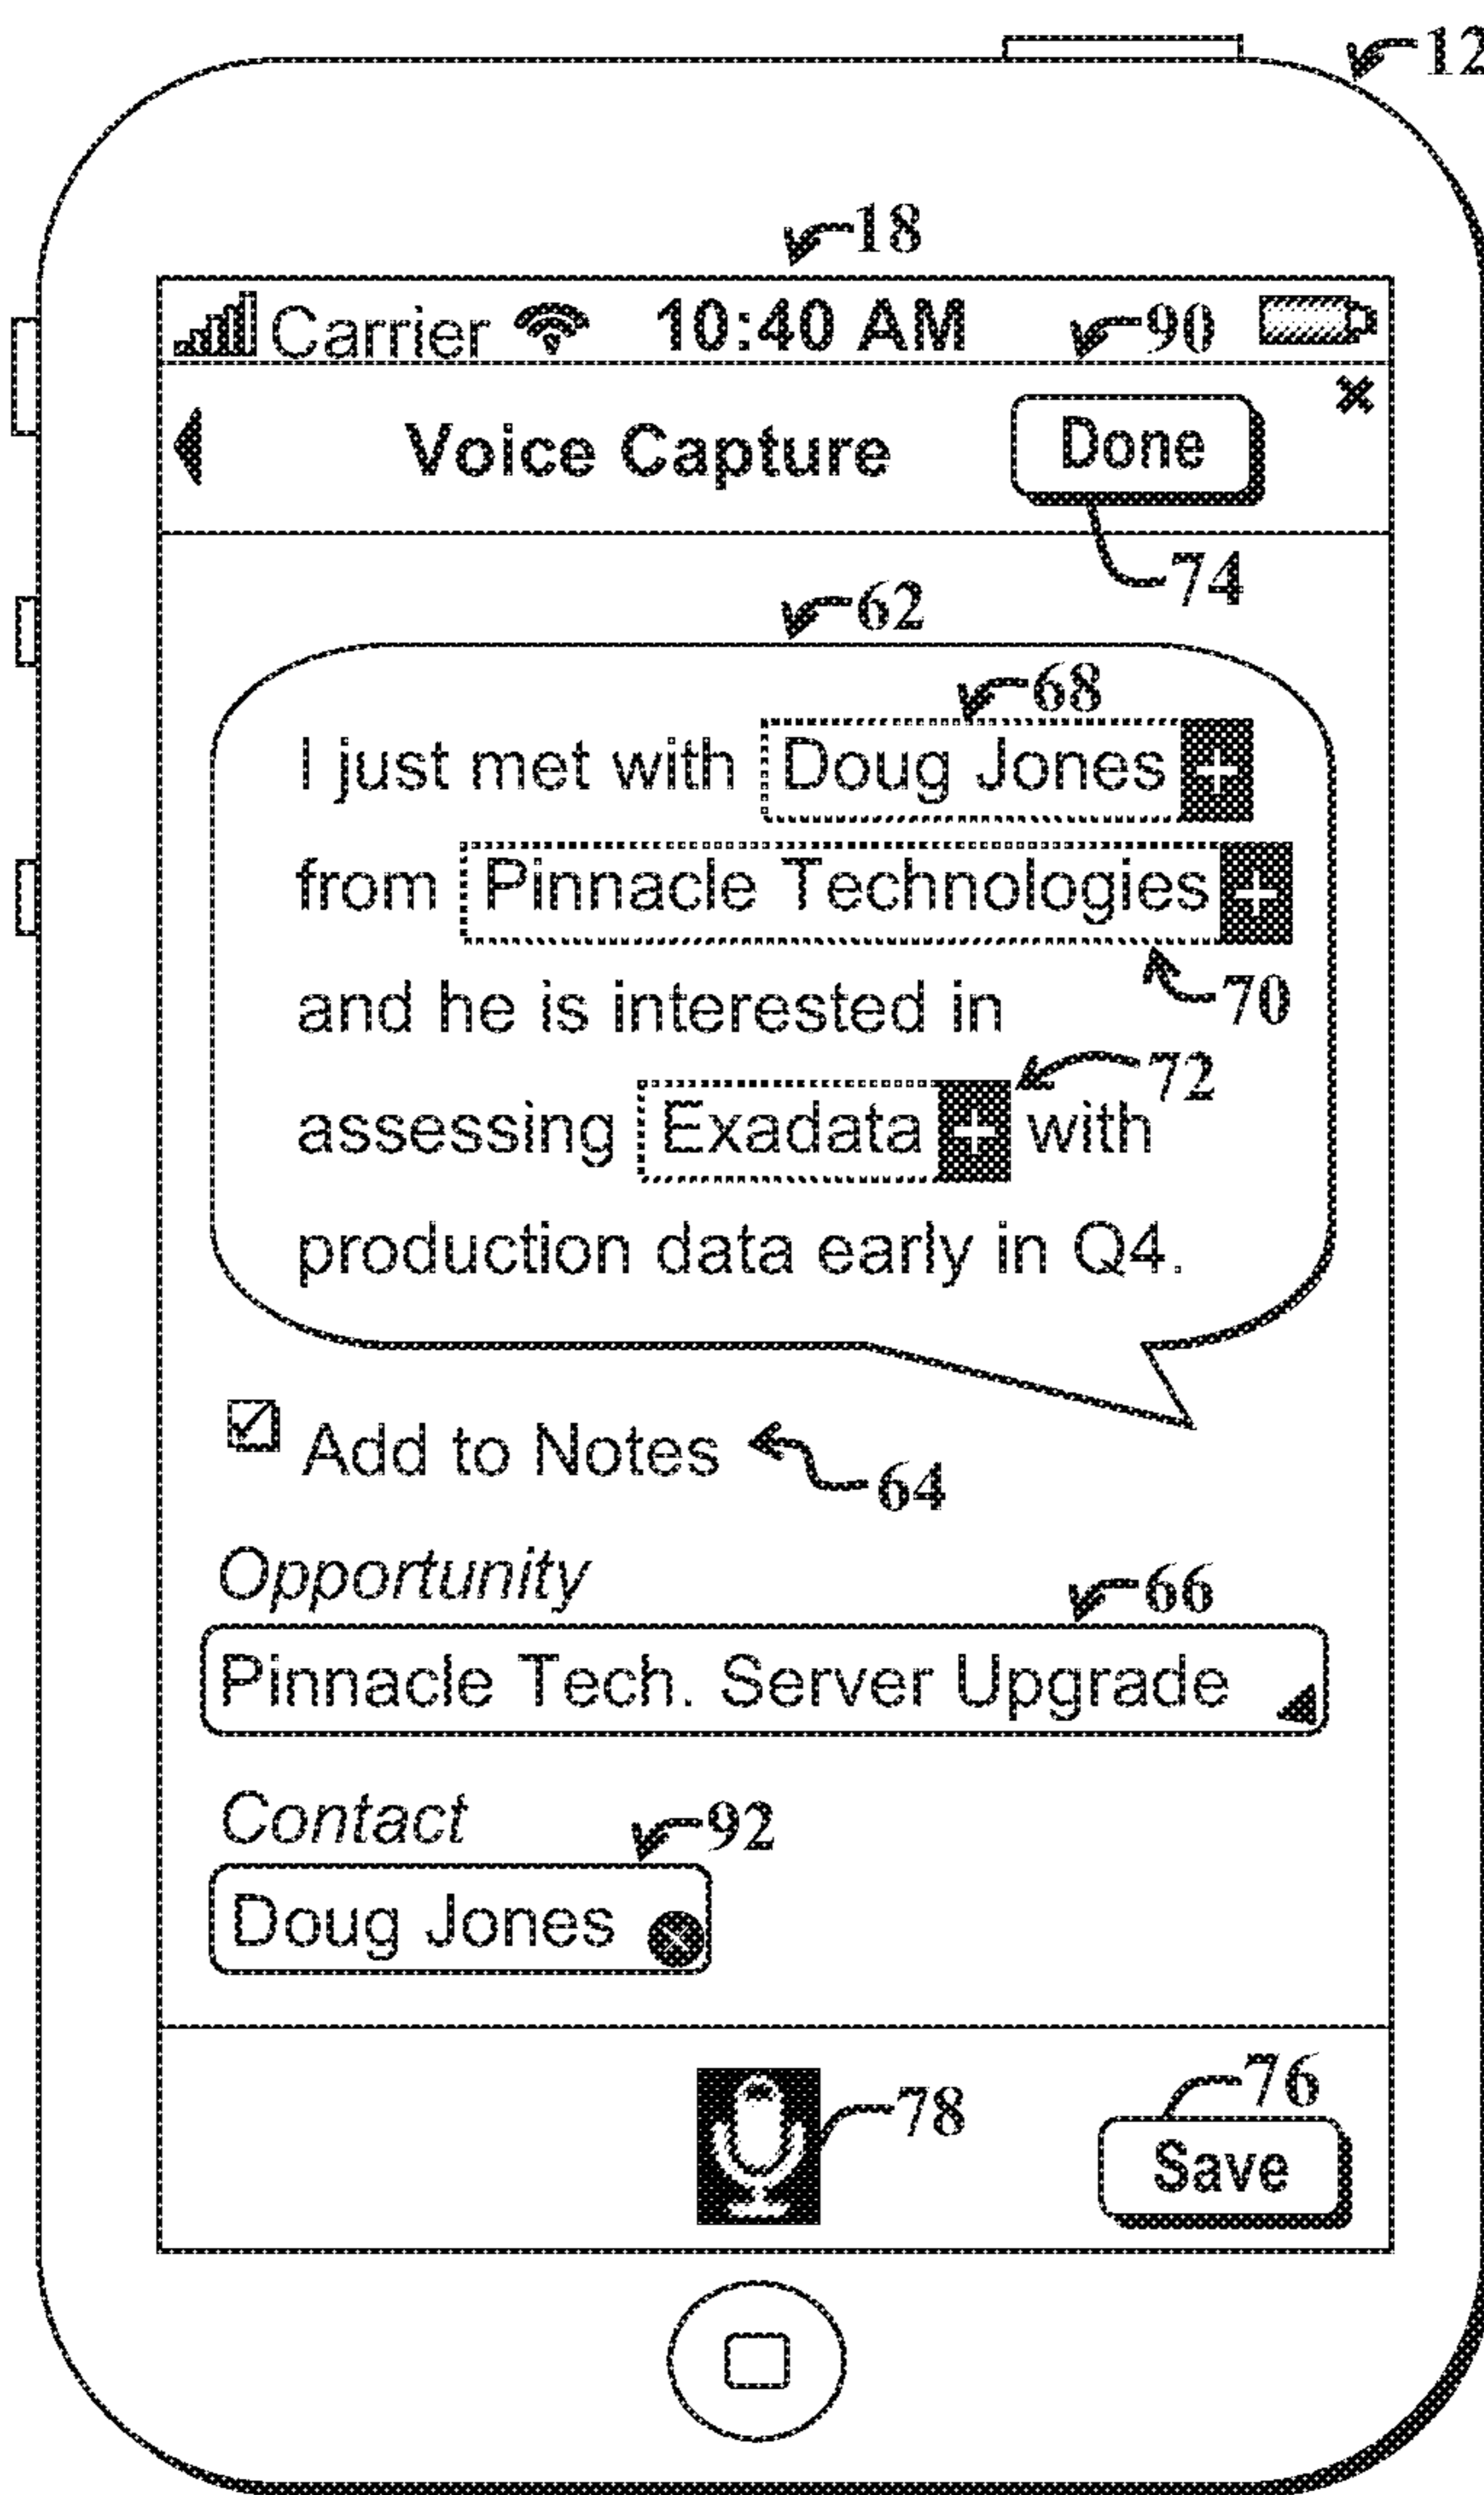 12
18
Carrier 10:40 AM 90
Voice Capture Done
74
62
68
I just met with Doug Jones +
from Pinnacle Technologies +
70
and he is interested in
72
assessing Exadata + with
production data early in Q4.
Add to Notes 64
Opportunity
66
Pinnacle Tech. Server Upgrade
Contact 92
Doug Jones
76
78
Save